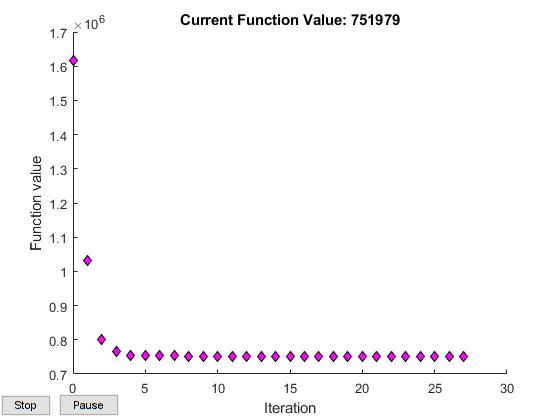 Current Function Value: 751979
×10^6
1.7
1.6
1.5
1.4
1.3
1.2
1.1
1
0.9
0.8
0.7
Function value
0 5 10 15 20 25 30
Iteration
Stop Pause